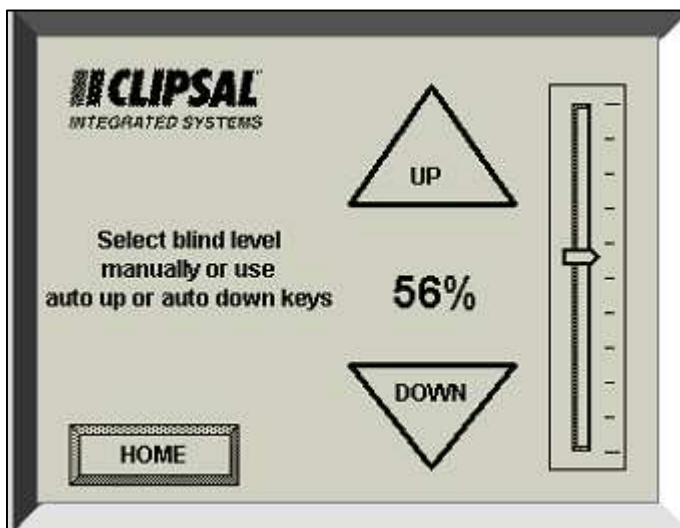 CLIPSAL
INTEGRATED SYSTEMS
UP
Select blind level
manually or use
auto up or auto down keys
56%
DOWN
HOME